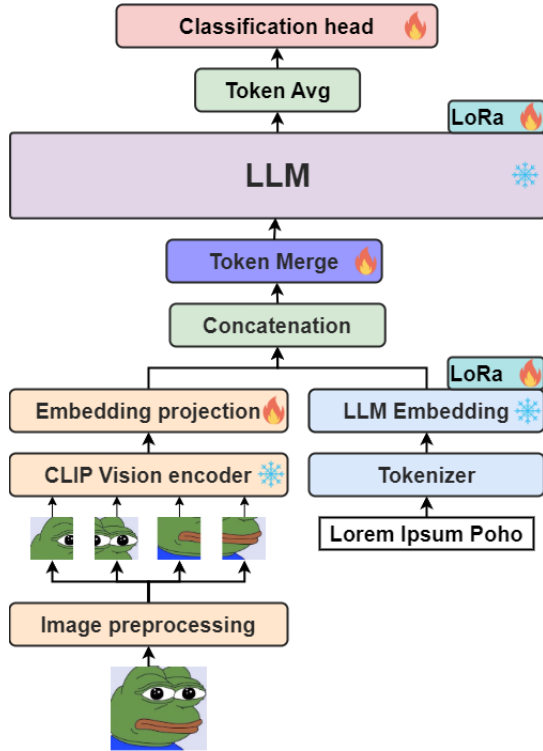 Classification head
Token Avg
LoRa
LLM
Token Merge
Concatenation
LoRa
Embedding projection
LLM Embedding
CLIP Vision encoder
Tokenizer
Lorem Ipsum Poho
Image preprocessing